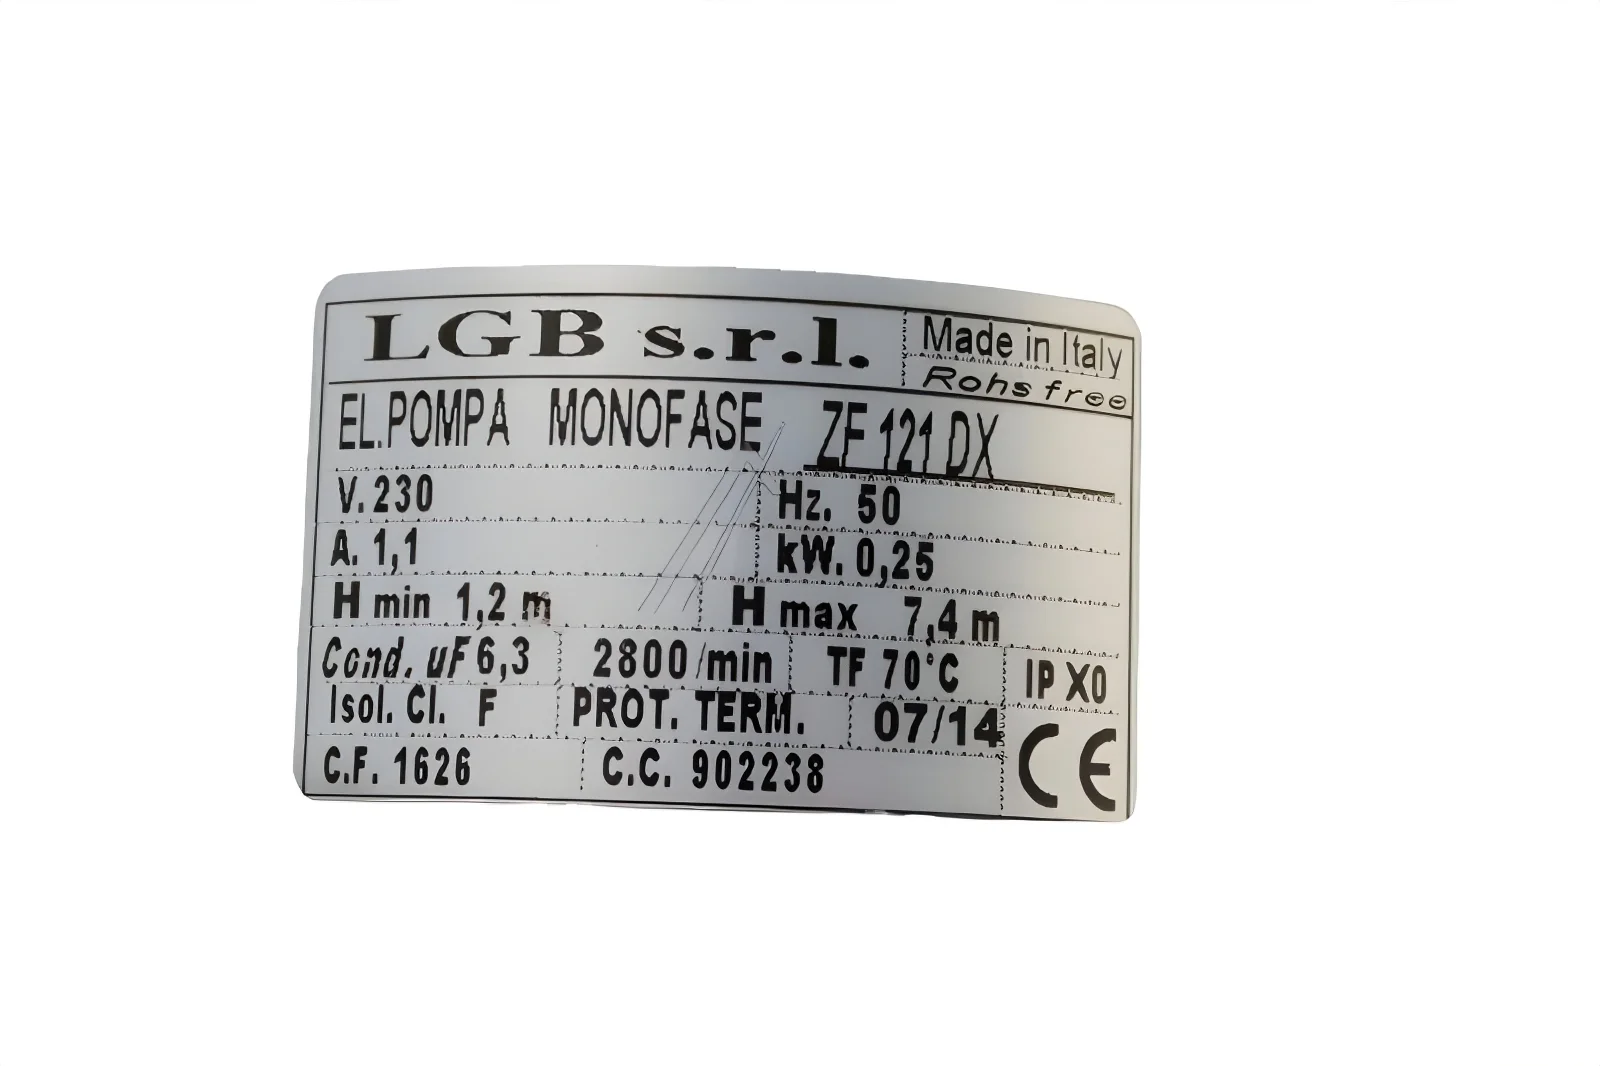 LGB s.r.l.
Made in Italy
Rohs free
EL.POMPA MONOFASE ZF 121 DX
V. 230 Hz. 50
A. 1,1 kW. 0,25
H min 1,2 m H max 7,4 m
Cond. uF 6,3 2800/min TF 70°C IP X0
Isol. Cl. F PROT. TERM. 07/14
C.F. 1626 C.C. 902238 CE